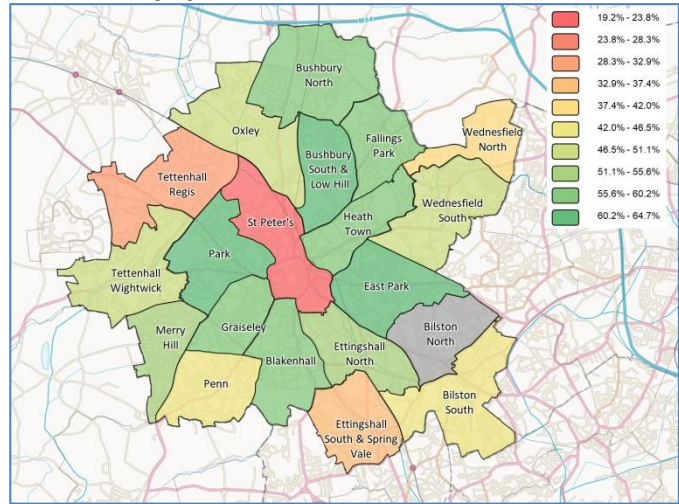 19.2% - 23.8%
23.8% - 28.3%
28.3% - 32.9%
32.9% - 37.4%
37.4% - 42.0%
42.0% - 46.5%
46.5% - 51.1%
51.1% - 55.6%
55.6% - 60.2%
60.2% - 64.7%
Bushbury
North
Oxley
Bushbury
South &
Low Hill
Fallings
Park
Wednesfield
North
Tettenhall
Regis
St Peter's
Heath
Town
Wednesfield
South
Park
Tettenhall
Wightwick
East Park
Merry
Hill
Graiseley
Blakenhall
Ettingshall
North
Bilston
North
Penn
Ettingshall
South & Spring
Vale
Bilston
South